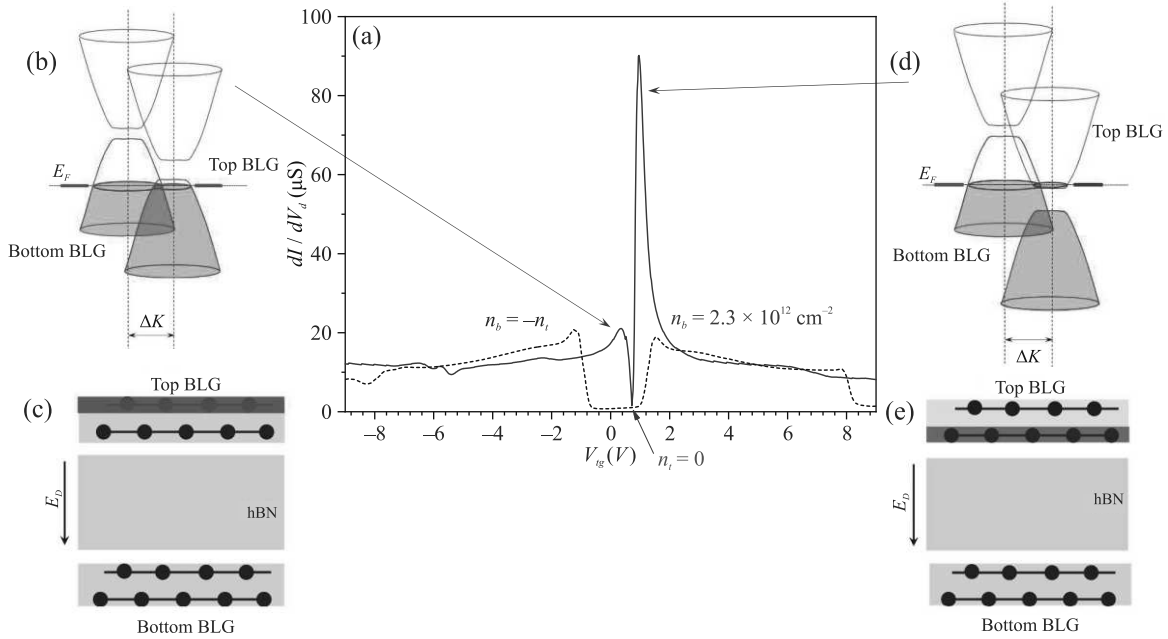 (b)
Top BLG
E_F
Bottom BLG
ΔK
(a)
dI / dV_d (μS)
100
80
60
40
20
0
n_b = –n_t
n_b = 2.3 × 10^12 cm^–2
–8
–6
–4
–2
0
2
4
6
8
V_tg (V)
n_t = 0
(d)
Top BLG
E_F
Bottom BLG
ΔK
(c)
Top BLG
E_D
hBN
Bottom BLG
(e)
Top BLG
E_D
hBN
Bottom BLG